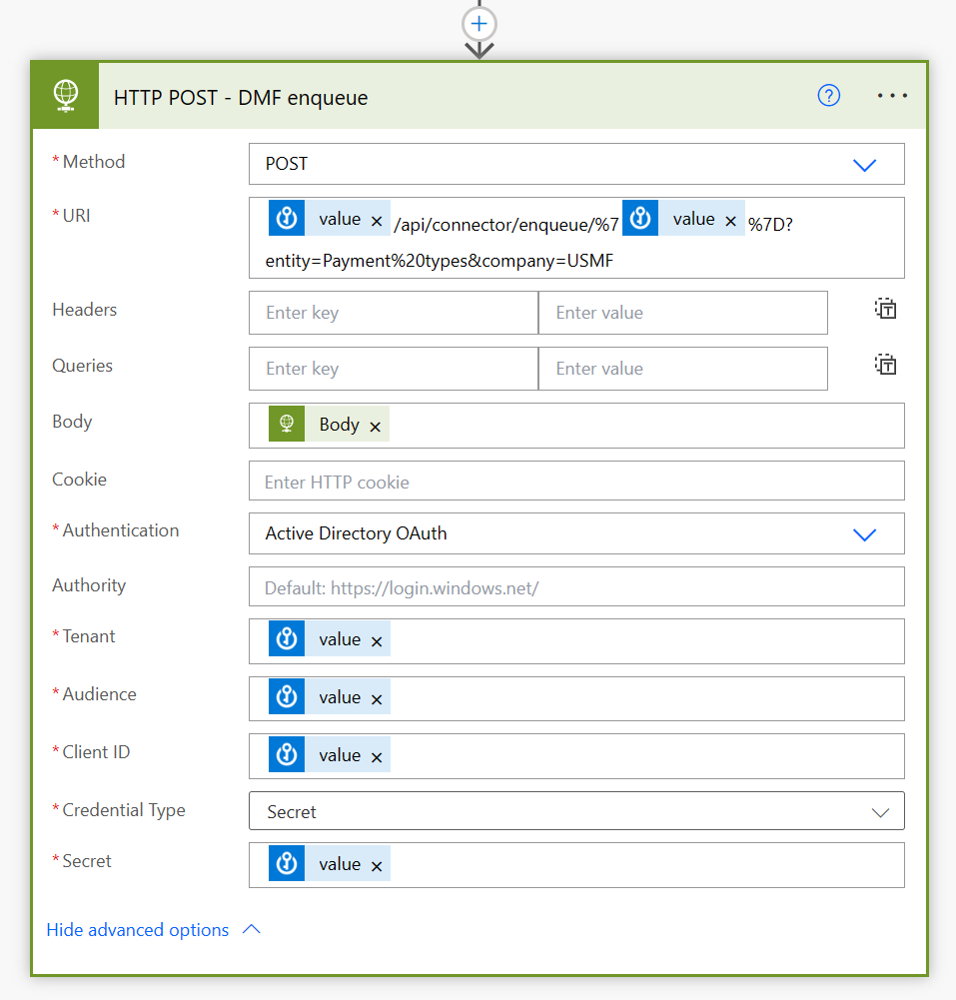 HTTP POST - DMF enqueue
* Method
POST
* URI
value × /api/connector/enqueue/%7 value × %7D?
entity=Payment%20types&company=USMF
Headers
Enter key
Enter value
Queries
Enter key
Enter value
Body
Body ×
Cookie
Enter HTTP cookie
* Authentication
Active Directory OAuth
Authority
Default: https://login.windows.net/
* Tenant
value ×
* Audience
value ×
* Client ID
value ×
* Credential Type
Secret
* Secret
value ×
Hide advanced options